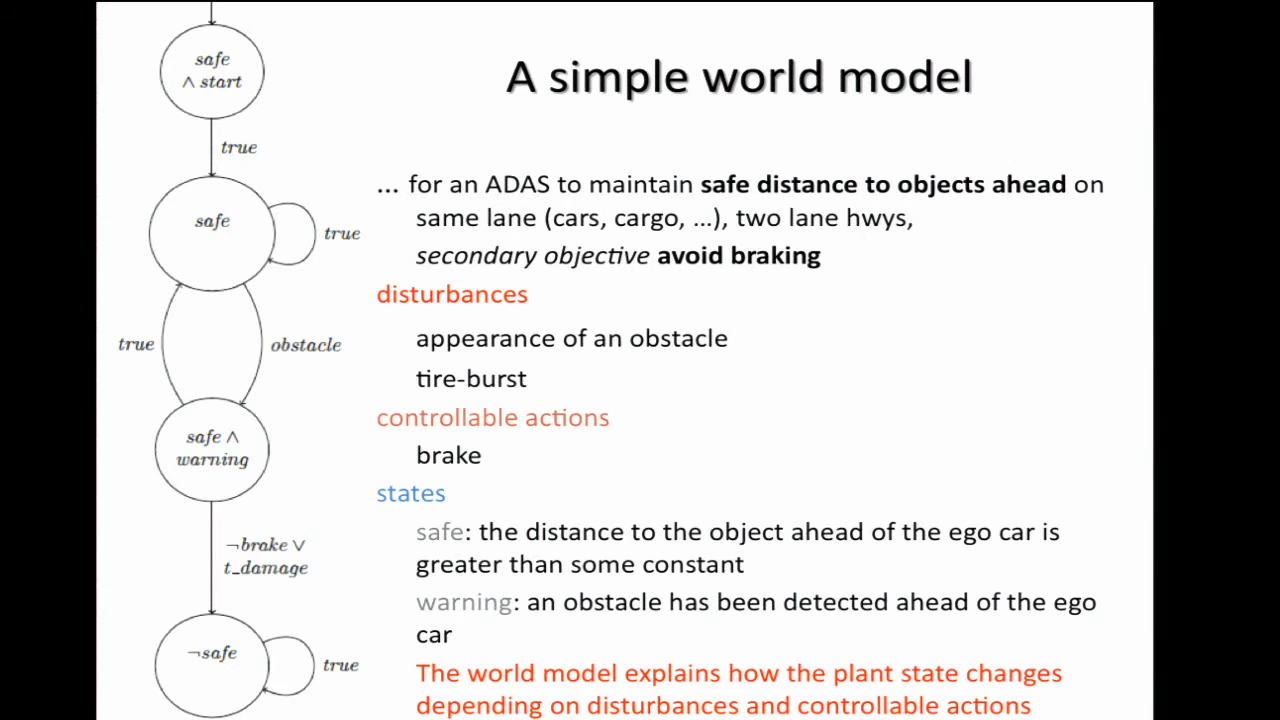 A simple world model
safe
∧ start
true
safe
true
true
obstacle
safe ∧
warning
¬brake ∨
t_damage
¬safe
true
... for an ADAS to maintain safe distance to objects ahead on
same lane (cars, cargo, ...), two lane hwys,
secondary objective avoid braking
disturbances
appearance of an obstacle
tire-burst
controllable actions
brake
states
safe: the distance to the object ahead of the ego car is
greater than some constant
warning: an obstacle has been detected ahead of the ego
car
The world model explains how the plant state changes
depending on disturbances and controllable actions